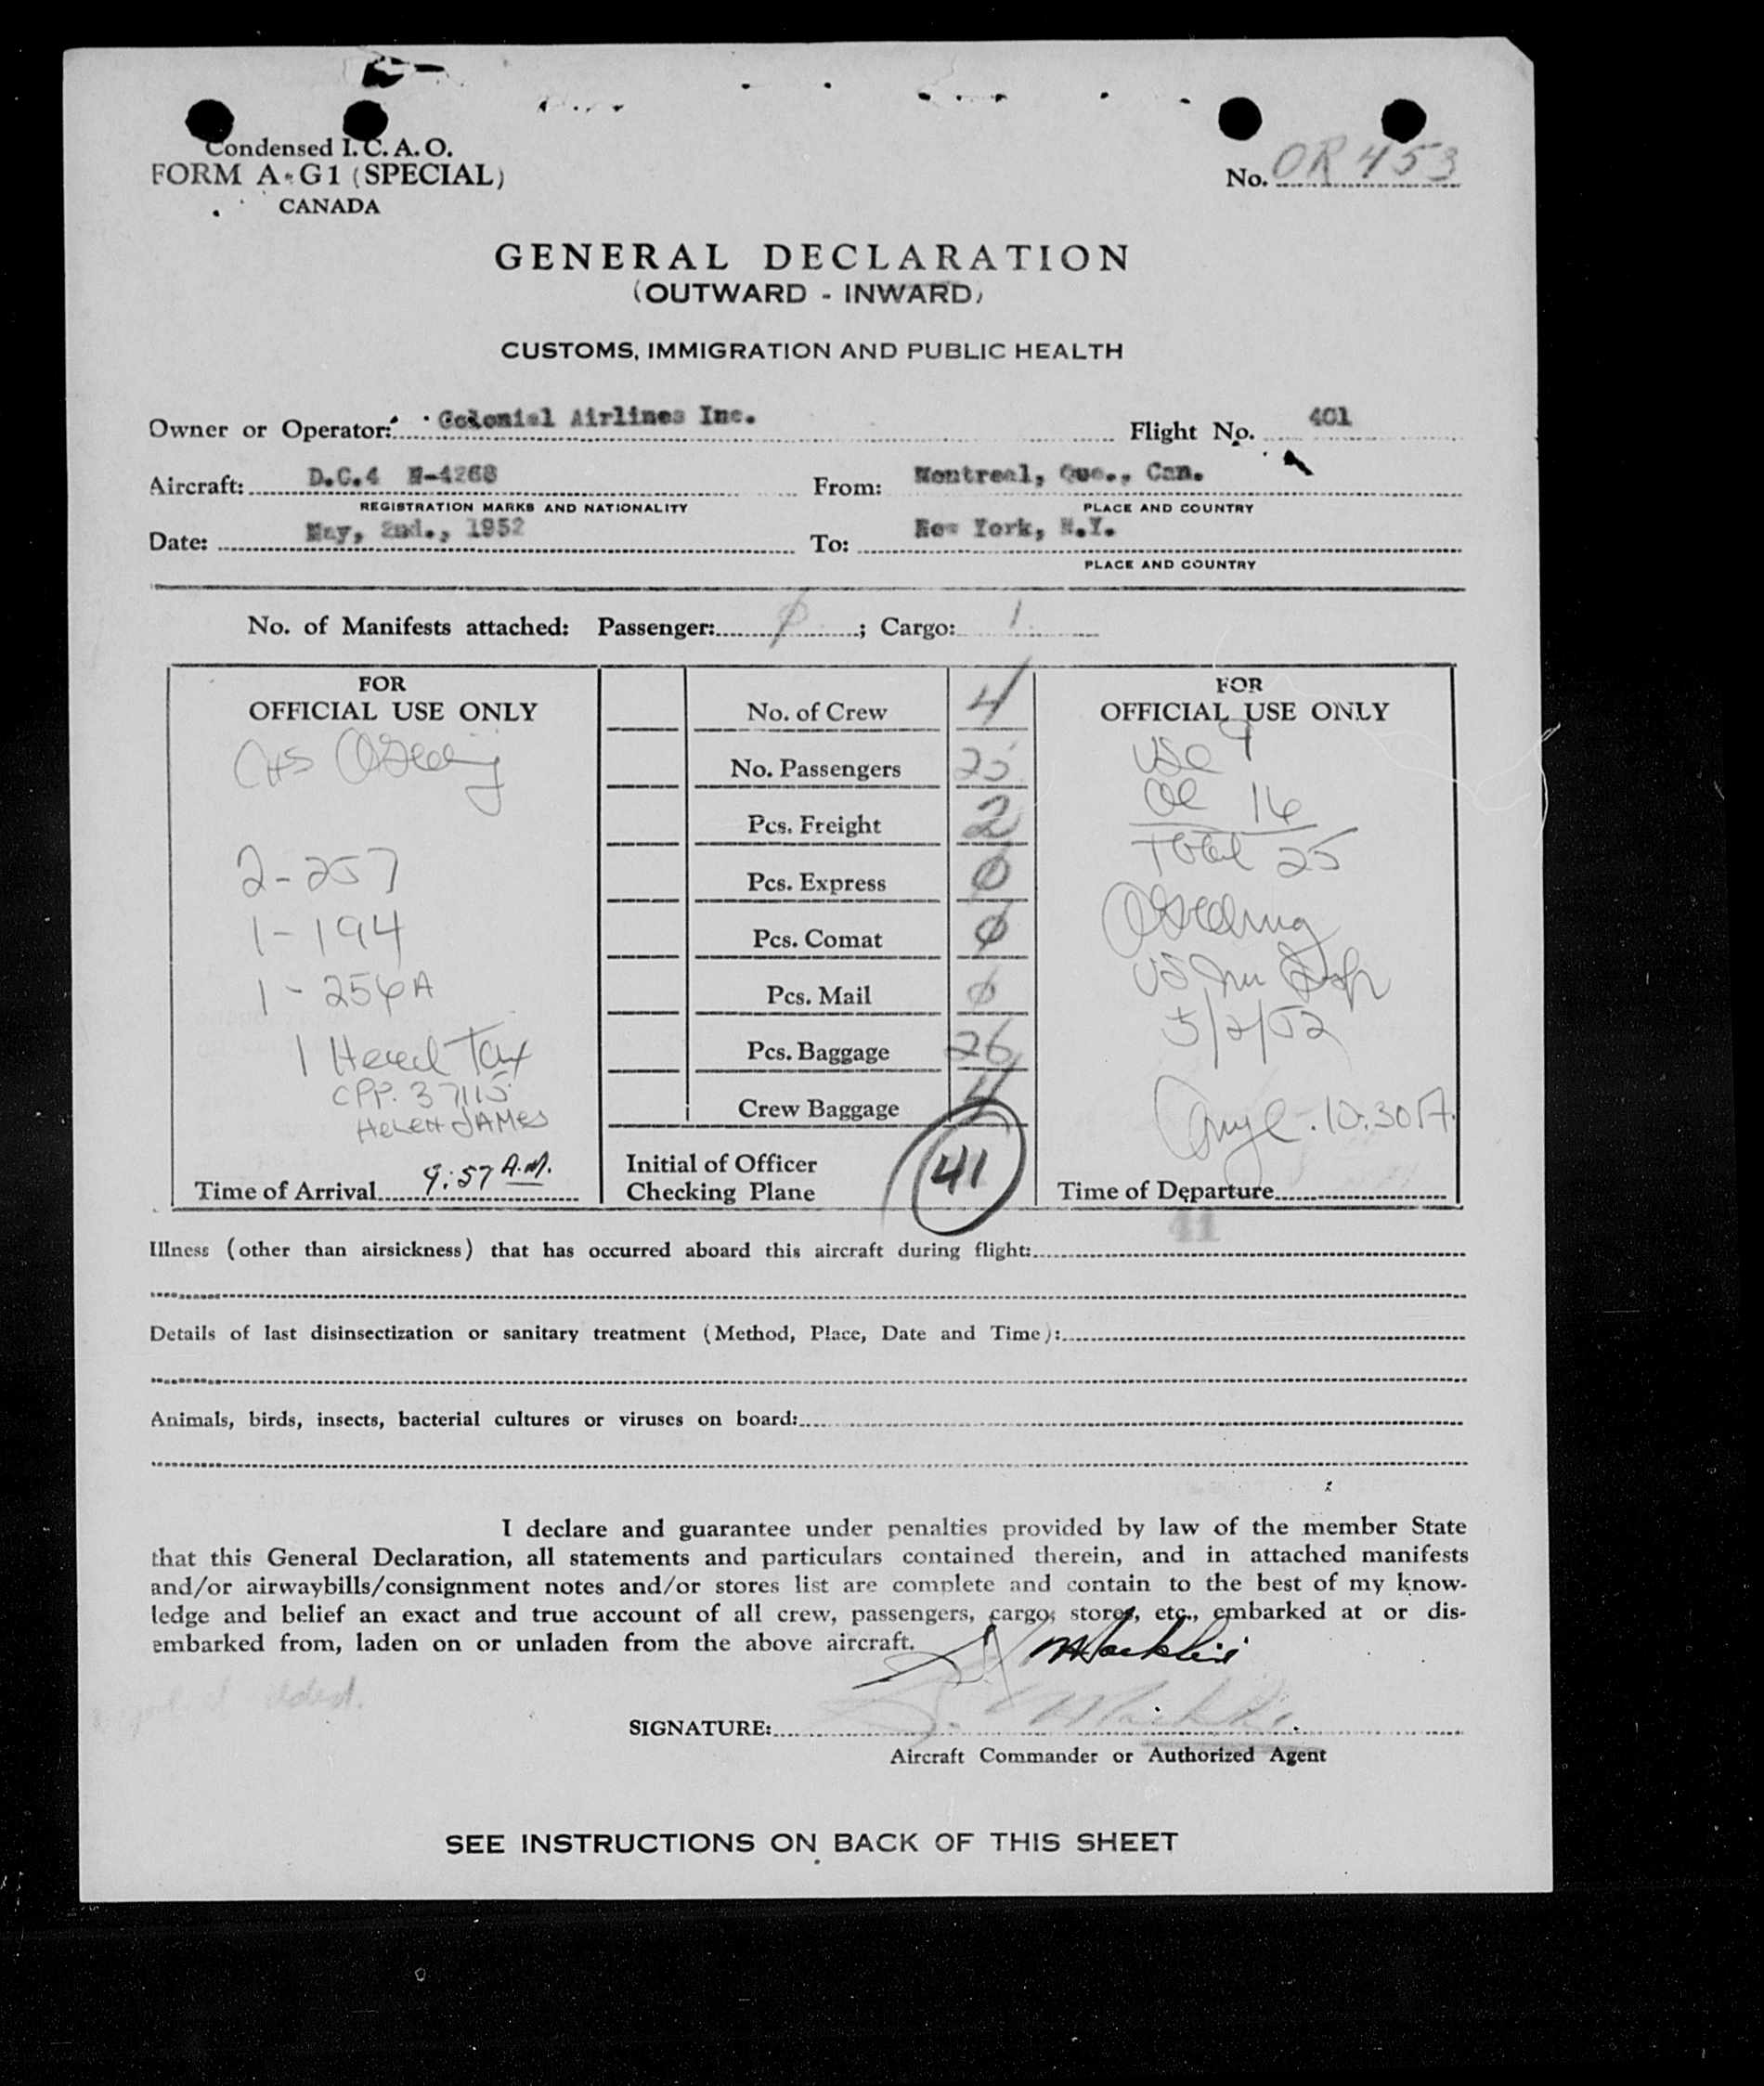 Condensed I.C.A.O.
FORM A-G1 (SPECIAL)
CANADA
No. OR 453
GENERAL DECLARATION
(OUTWARD - INWARD)
CUSTOMS, IMMIGRATION AND PUBLIC HEALTH
Owner or Operator: Colonial Airlines Inc. Flight No. 401
Aircraft: D.C.4 N-4268 From: Montreal, Que., Can.
REGISTRATION MARKS AND NATIONALITY PLACE AND COUNTRY
Date: May, 2nd., 1952 To: New York, N.Y.
PLACE AND COUNTRY
No. of Manifests attached: Passenger: ; Cargo: 1
FOR
OFFICIAL USE ONLY
2-257
1-194
1-256A
1 Head Tax
CPP. 37115
HELEN JAMES
Time of Arrival 9:57 A.M.
No. of Crew 4
No. Passengers 25
Pcs. Freight 2
Pcs. Express 0
Pcs. Comat 0
Pcs. Mail 0
Pcs. Baggage 26
Crew Baggage 4
Initial of Officer
Checking Plane
41
FOR
OFFICIAL USE ONLY
USC 9
16
Total 25
5/2/52
10.30 A.
Time of Departure
41
Illness (other than airsickness) that has occurred aboard this aircraft during flight:
Details of last disinsectization or sanitary treatment (Method, Place, Date and Time):
Animals, birds, insects, bacterial cultures or viruses on board:
I declare and guarantee under penalties provided by law of the member State
that this General Declaration, all statements and particulars contained therein, and in attached manifests
and/or airwaybills/consignment notes and/or stores list are complete and contain to the best of my know-
ledge and belief an exact and true account of all crew, passengers, cargo, stores, etc., embarked at or dis-
embarked from, laden on or unladen from the above aircraft.
SIGNATURE:
Aircraft Commander or Authorized Agent
SEE INSTRUCTIONS ON BACK OF THIS SHEET